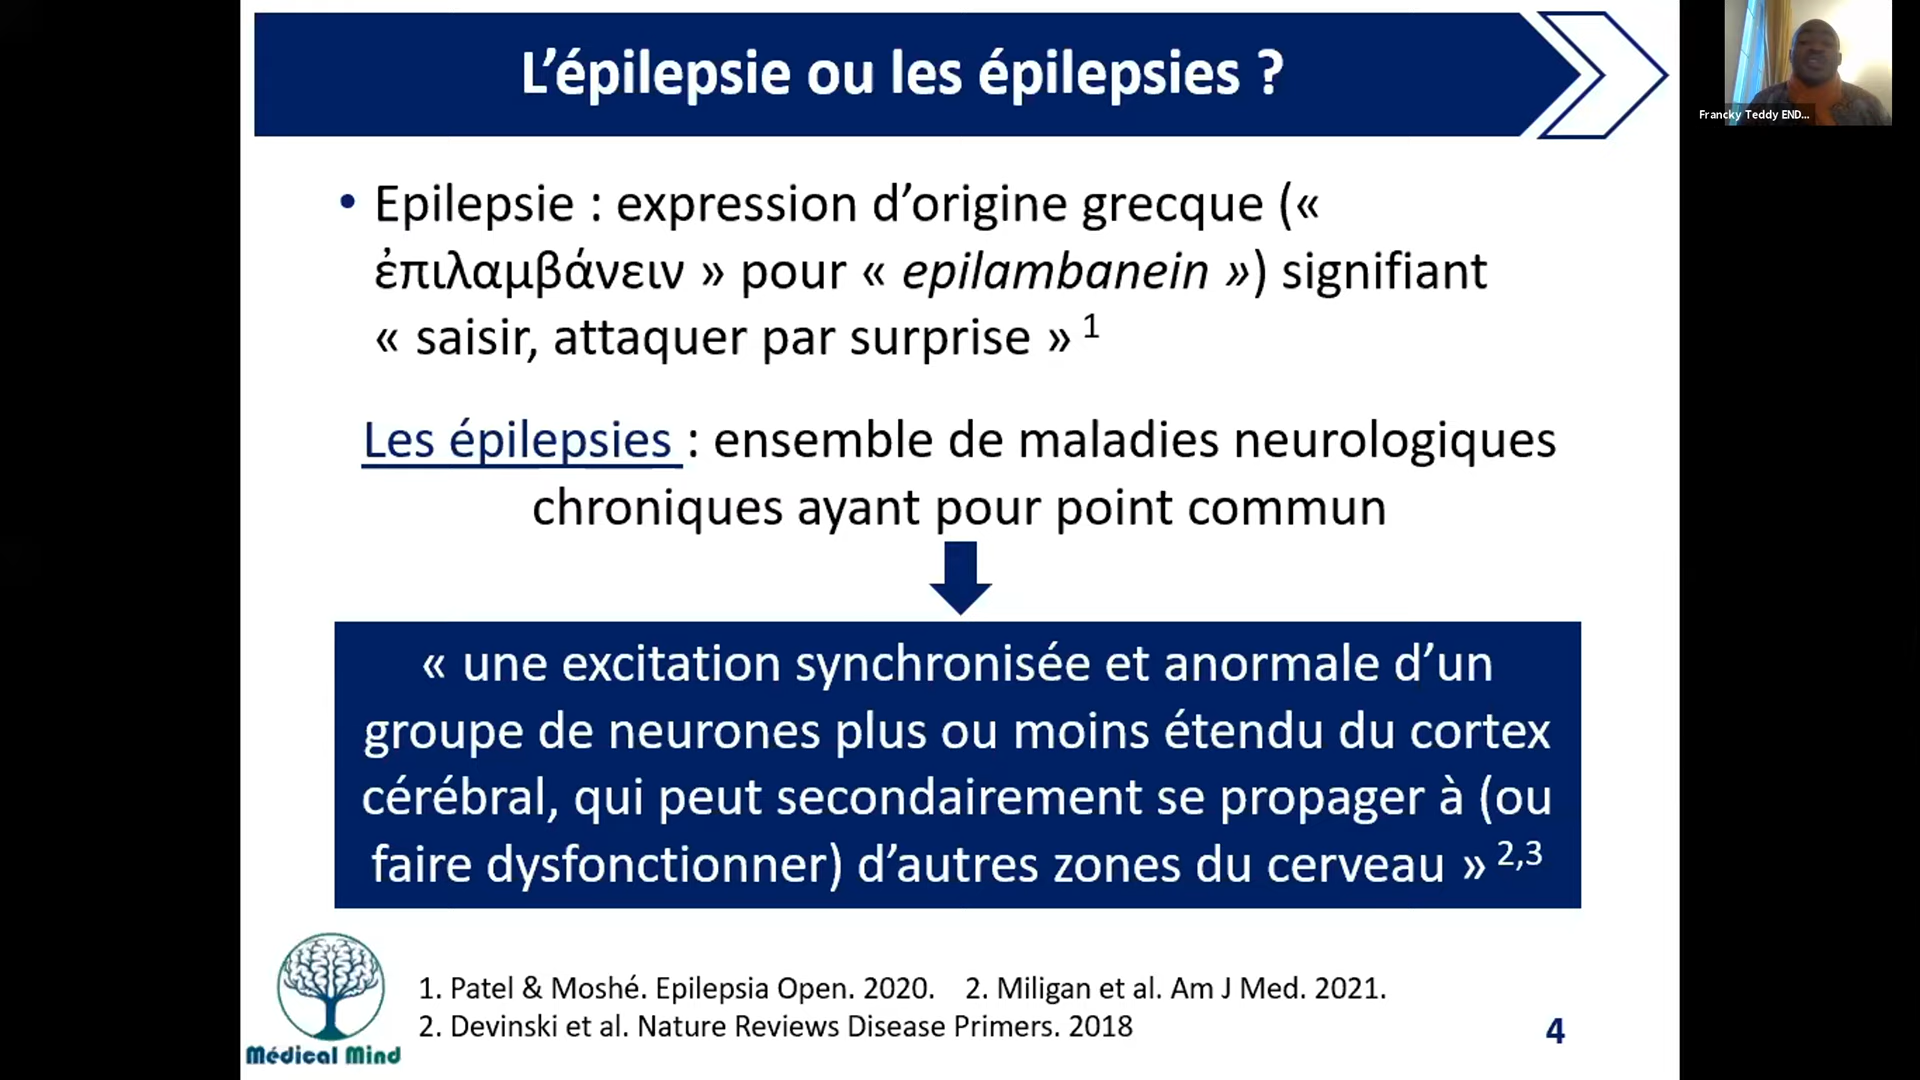 L'épilepsie ou les épilepsies ?
Francky Teddy END...
• Epilepsie : expression d'origine grecque («
ἐπιλαμβάνειν » pour « epilambanein ») signifiant
« saisir, attaquer par surprise » 1
Les épilepsies : ensemble de maladies neurologiques
chroniques ayant pour point commun
« une excitation synchronisée et anormale d'un
groupe de neurones plus ou moins étendu du cortex
cérébral, qui peut secondairement se propager à (ou
faire dysfonctionner) d'autres zones du cerveau » 2,3
1. Patel & Moshé. Epilepsia Open. 2020. 2. Miligan et al. Am J Med. 2021.
2. Devinski et al. Nature Reviews Disease Primers. 2018
4
Médical Mind